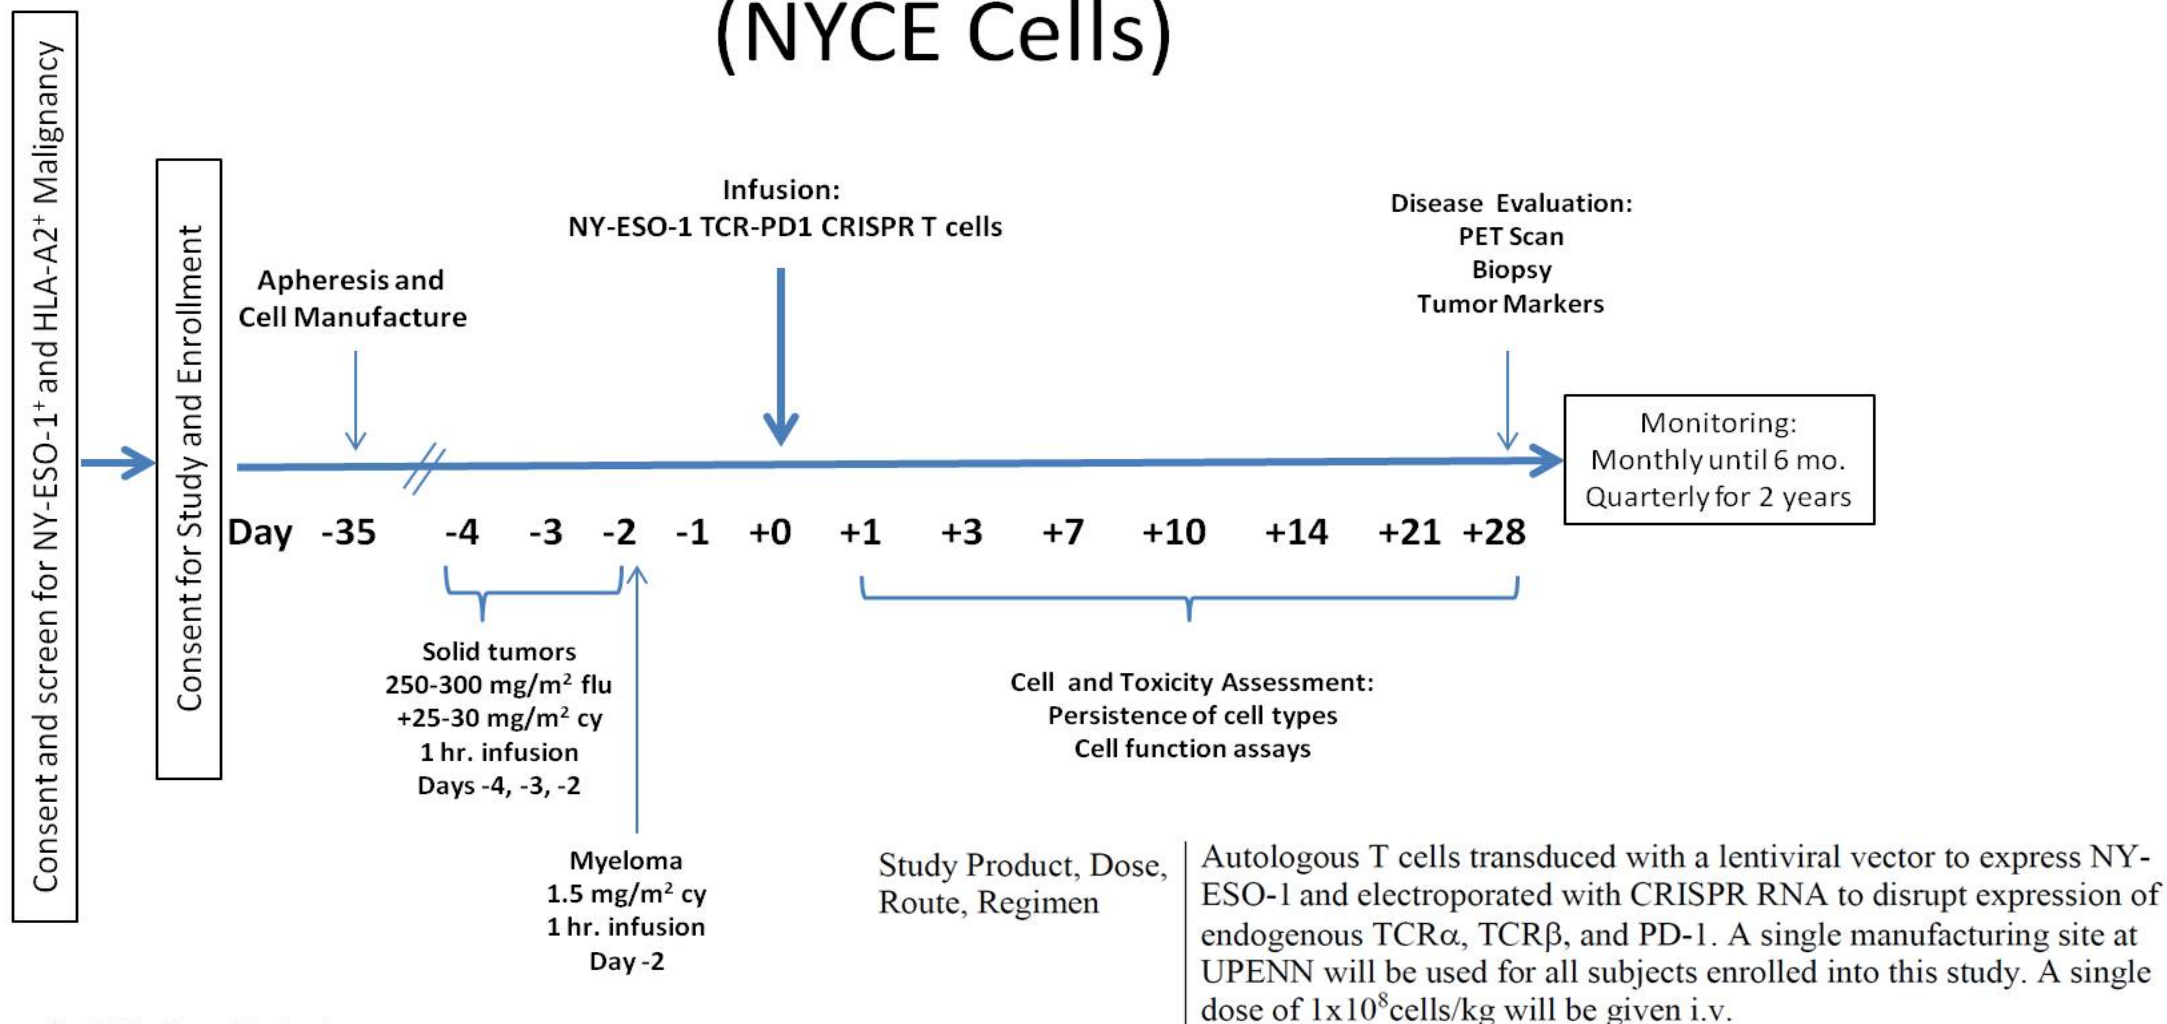 (NYCE Cells)
Consent and screen for NY-ESO-1⁺ and HLA-A2⁺ Malignancy
Consent for Study and Enrollment
Apheresis and
Cell Manufacture
Infusion:
NY-ESO-1 TCR-PD1 CRISPR T cells
Disease Evaluation:
PET Scan
Biopsy
Tumor Markers
Monitoring:
Monthly until 6 mo.
Quarterly for 2 years
Day -35 -4 -3 -2 -1 +0 +1 +3 +7 +10 +14 +21 +28
Solid tumors
250-300 mg/m² flu
+25-30 mg/m² cy
1 hr. infusion
Days -4, -3, -2
Myeloma
1.5 mg/m² cy
1 hr. infusion
Day -2
Cell and Toxicity Assessment:
Persistence of cell types
Cell function assays
Study Product, Dose,
Route, Regimen
Autologous T cells transduced with a lentiviral vector to express NY-
ESO-1 and electroporated with CRISPR RNA to disrupt expression of
endogenous TCRα, TCRβ, and PD-1. A single manufacturing site at
UPENN will be used for all subjects enrolled into this study. A single
dose of 1x10⁸cells/kg will be given i.v.